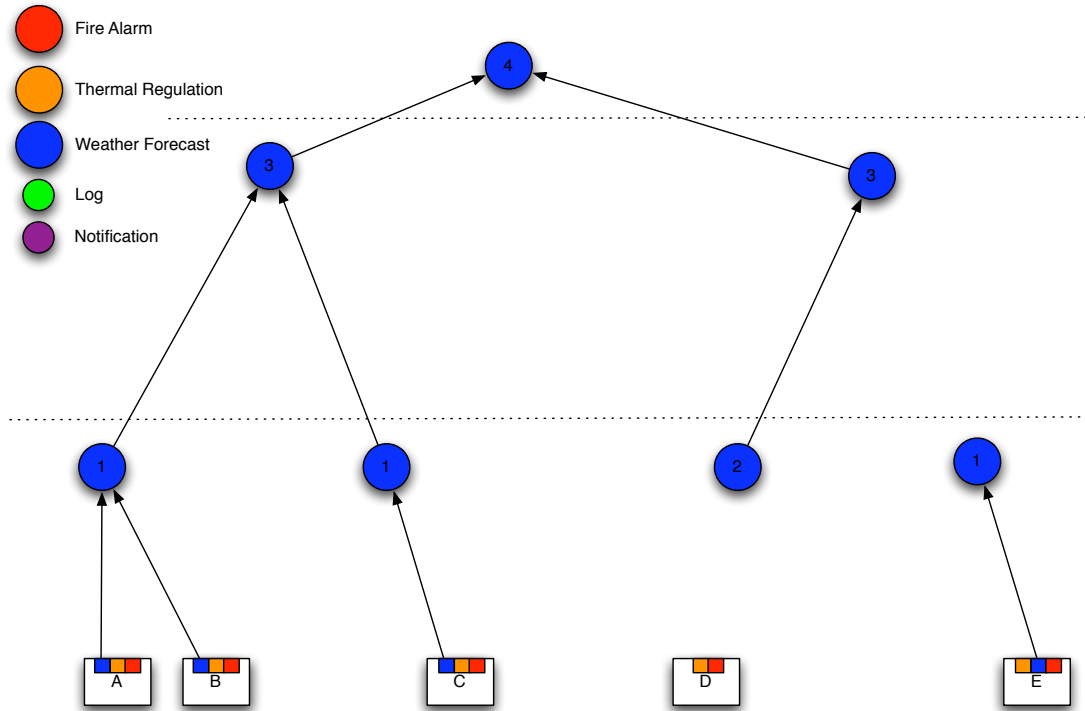 Fire Alarm
Thermal Regulation
Weather Forecast
Log
Notification
4
3
3
1
1
2
1
A
B
C
D
E